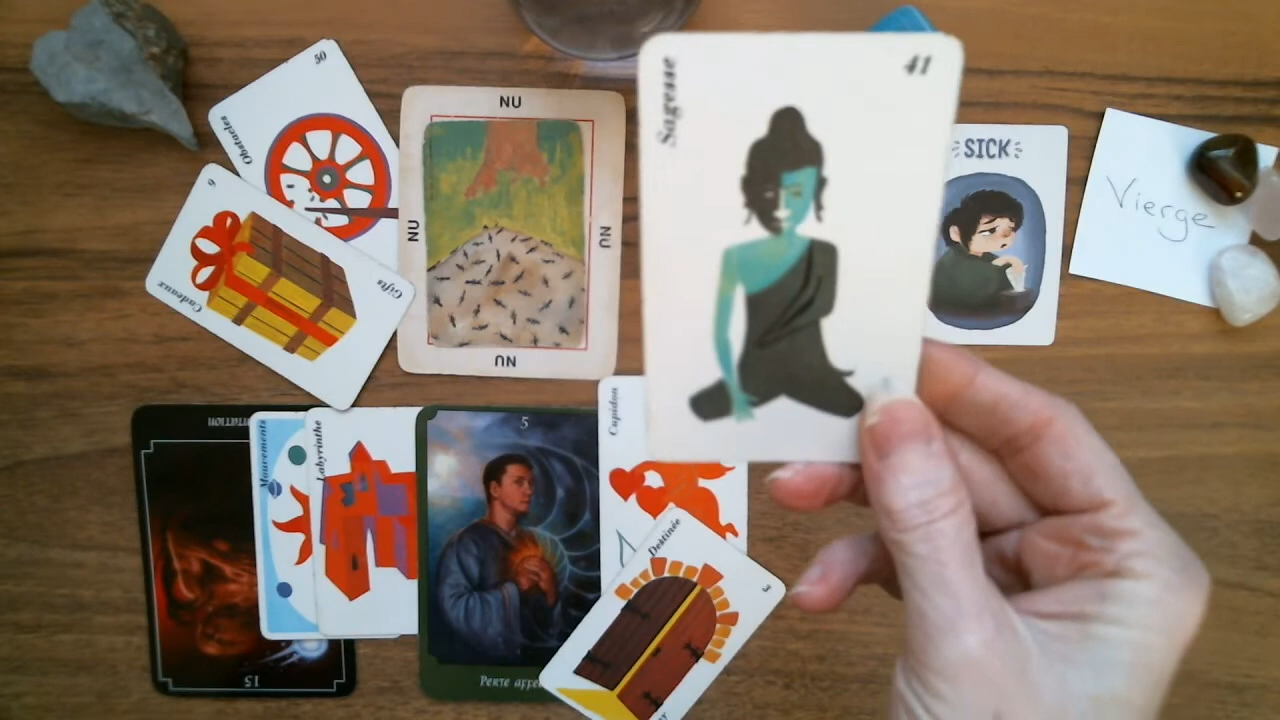 50
Obstacles
6
Cadeaux
Gifts
NU
NU
NU
NU
Sagesse
41
SICK
Vierge
15
Mouvements
Labyrinthe
5
Cupidon
Destinée
3